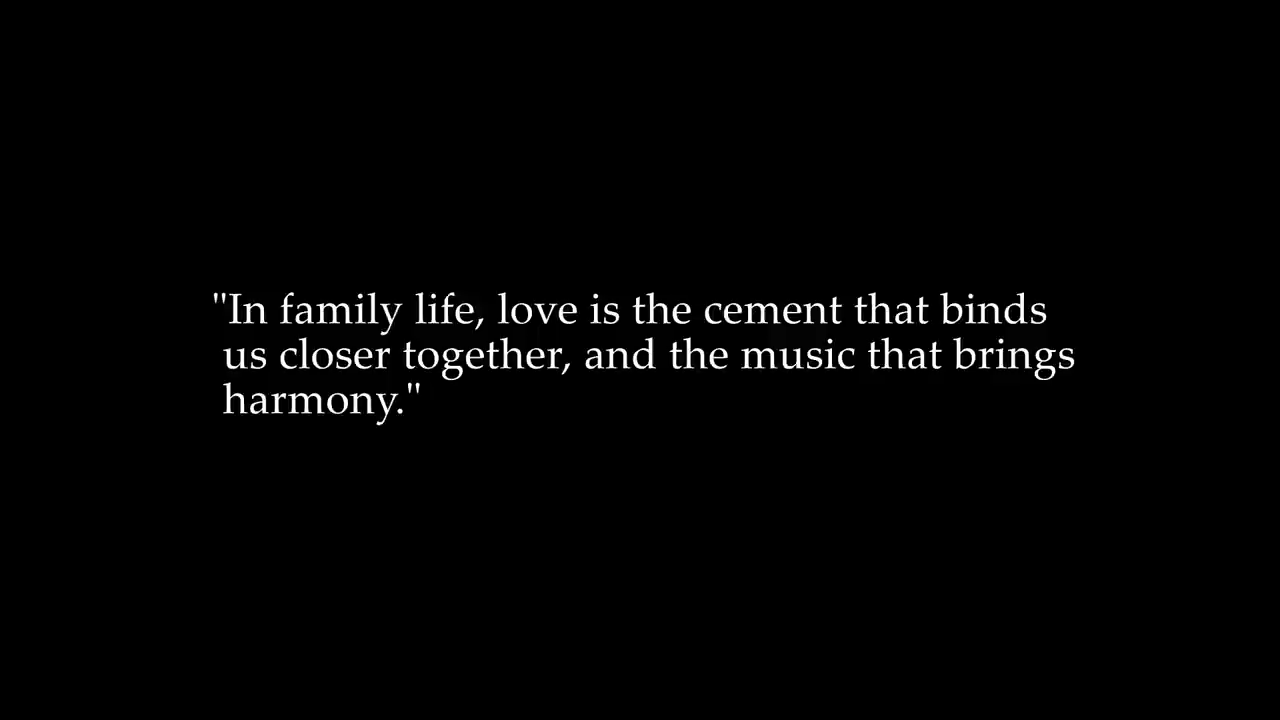 "In family life, love is the cement that binds
us closer together, and the music that brings
harmony."